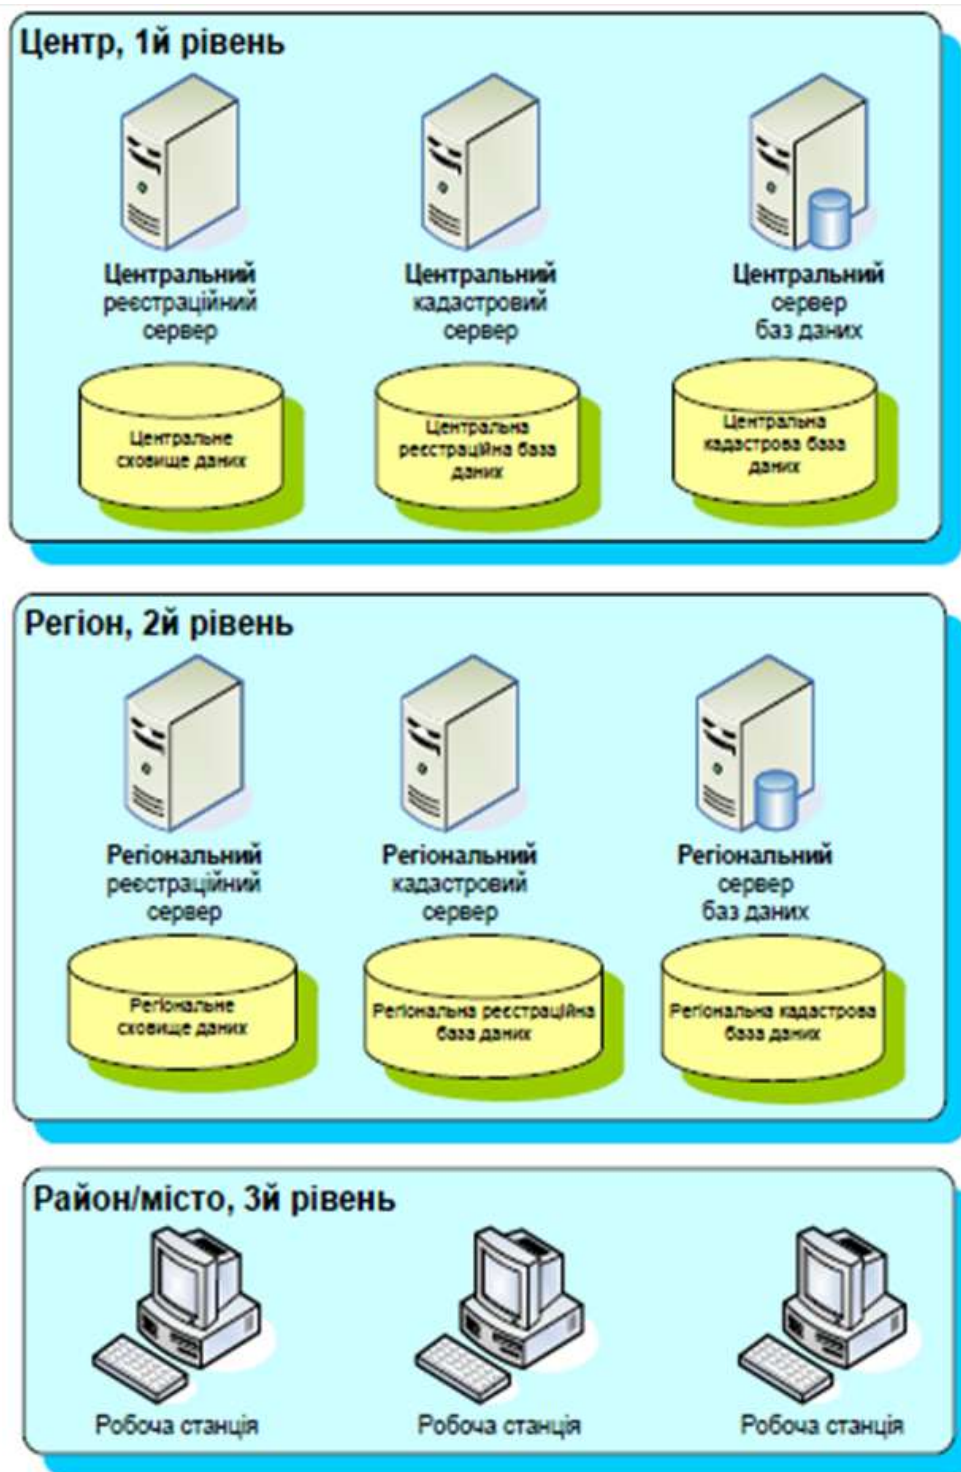 Центр, 1й рівень
Центральний
реєстраційний
сервер
Центральний
кадастровий
сервер
Центральний
сервер
баз даних
Центральне
сховище даних
Центральна
реєстраційна база
даних
Центральна
кадастрова база
даних
Регіон, 2й рівень
Регіональний
реєстраційний
сервер
Регіональний
кадастровий
сервер
Регіональний
сервер
баз даних
Регіональне
сховище даних
Регіональна реєстраційна
база даних
Регіональна кадастрова
база даних
Район/місто, 3й рівень
Робоча станція
Робоча станція
Робоча станція